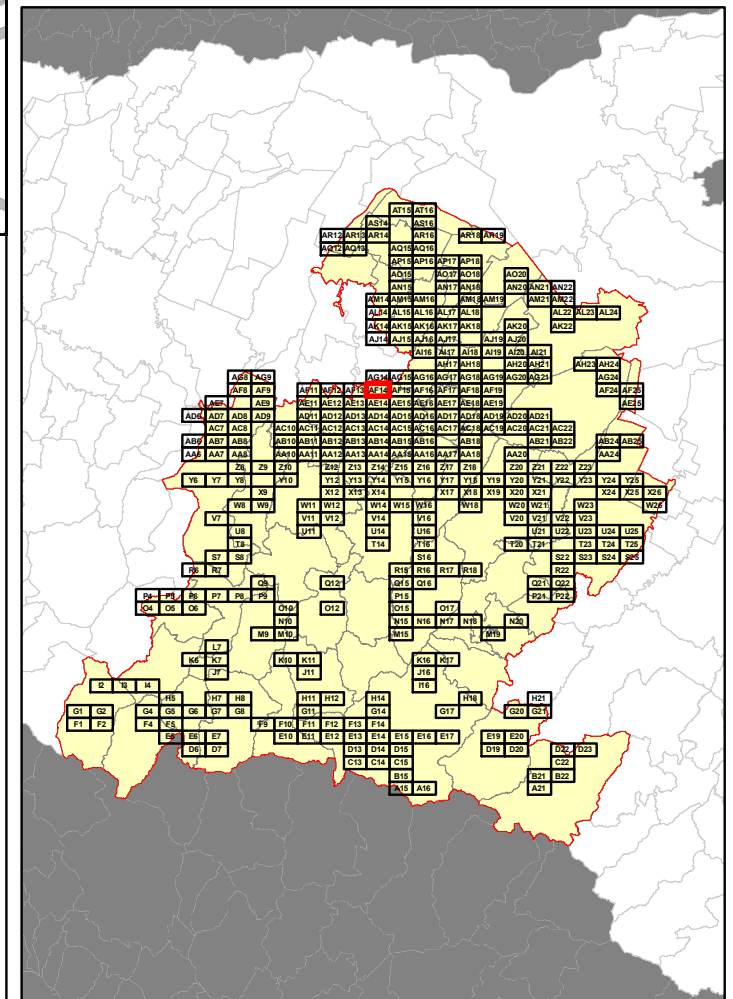 AT15 AT16
AS14 AS16
AR12 AR13 AR14 AR16 AR18 AR19
AQ12 AQ13 AQ15 AQ16
AP15 AP16 AP17 AP18
AO15 AO17 AO18 AO20
AN15 AN17 AN18 AN20 AN21 AN22
AM14 AM15 AM16 AM18 AM19 AM21 AM22
AL14 AL15 AL16 AL17 AL18 AL22 AL23 AL24
AK14 AK15 AK16 AK17 AK18 AK20 AK22
AJ14 AJ15 AJ16 AJ17 AJ19 AJ20
AI16 AI17 AI18 AI19 AI20 AI21
AH17 AH18 AH20 AH21 AH23 AH24
AG8 AG9 AG14 AG15 AG16 AG17 AG18 AG19 AG20 AG21 AG24
AF8 AF9 AF11 AF12 AF13 AF14 AF15 AF16 AF17 AF18 AF19 AF24 AF25
AE7 AE9 AE11 AE12 AE13 AE14 AE15 AE16 AE17 AE18 AE19 AE25
AD6 AD7 AD8 AD9 AD11 AD12 AD13 AD14 AD15 AD16 AD17 AD18 AD19 AD20 AD21
AC7 AC8 AC10 AC11 AC12 AC13 AC14 AC15 AC16 AC17 AC18 AC19 AC20 AC21 AC22
AB6 AB7 AB8 AB10 AB11 AB12 AB13 AB14 AB15 AB16 AB18 AB21 AB22 AB24 AB25
AA6 AA7 AA8 AA10 AA11 AA12 AA13 AA14 AA15 AA16 AA17 AA18 AA20 AA24
Z8 Z9 Z10 Z12 Z13 Z14 Z15 Z16 Z17 Z18 Z20 Z21 Z22 Z23
Y6 Y7 Y8 Y10 Y12 Y13 Y14 Y15 Y16 Y17 Y18 Y19 Y20 Y21 Y22 Y23 Y24 Y25
X9 X12 X13 X14 X17 X18 X19 X20 X21 X24 X25 X26
W8 W9 W11 W12 W14 W15 W16 W18 W20 W21 W23 W26
V7 V11 V12 V14 V16 V20 V21 V22 V23
U8 U11 U14 U16 U21 U22 U23 U24 U25
T8 T14 T16 T20 T21 T23 T24 T25
S7 S8 S16 S22 S23 S24 S25
R6 R7 R15 R16 R17 R18 R22
Q9 Q12 Q15 Q16 Q21 Q22
P4 P5 P6 P7 P8 P9 P15 P21 P22
O4 O5 O6 O10 O12 O15 O17
N10 N15 N16 N17 N18 N20
M9 M10 M15 M19
L7
K6 K7 K10 K11 K16 K17
J7 J11 J16
I2 I3 I4 I16
H5 H7 H8 H11 H12 H14 H18 H21
G1 G2 G4 G5 G6 G7 G8 G11 G17 G20 G21
F1 F2 F4 F5 F9 F10 F11 F12 F13 F14
E5 E6 E7 E10 E11 E12 E13 E14 E15 E16 E17 E19 E20
D6 D7 D13 D14 D15 D19 D20 D22 D23
C13 C14 C15 C22
B15 B21 B22
A15 A16 A21